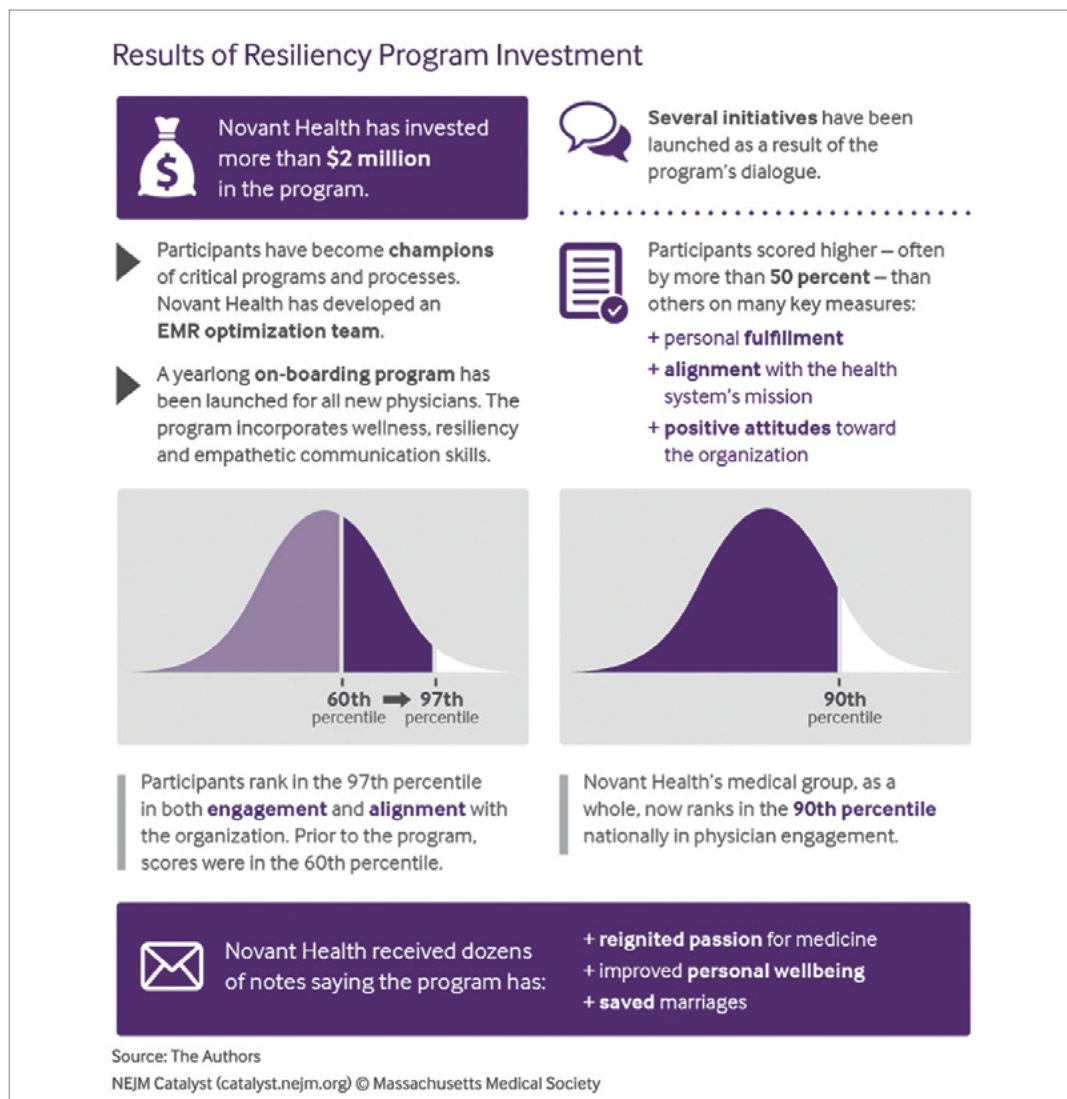 Results of Resiliency Program Investment
$
Novant Health has invested
more than $2 million
in the program.
Several initiatives have been
launched as a result of the
program's dialogue.
Participants have become champions
of critical programs and processes.
Novant Health has developed an
EMR optimization team.
A yearlong on-boarding program has
been launched for all new physicians. The
program incorporates wellness, resiliency
and empathetic communication skills.
Participants scored higher – often
by more than 50 percent – than
others on many key measures:
+ personal fulfillment
+ alignment with the health
system's mission
+ positive attitudes toward
the organization
60th 97th
percentile percentile
90th
percentile
Participants rank in the 97th percentile
in both engagement and alignment with
the organization. Prior to the program,
scores were in the 60th percentile.
Novant Health's medical group, as a
whole, now ranks in the 90th percentile
nationally in physician engagement.
Novant Health received dozens
of notes saying the program has:
+ reignited passion for medicine
+ improved personal wellbeing
+ saved marriages
Source: The Authors
NEJM Catalyst (catalyst.nejm.org) © Massachusetts Medical Society